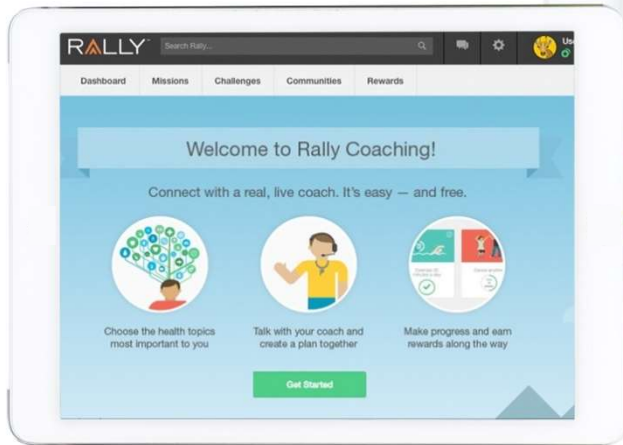 RALLY
Search Rally...
Dashboard Missions Challenges Communities Rewards
Welcome to Rally Coaching!
Connect with a real, live coach. It's easy — and free.
Choose the health topics
most important to you
Talk with your coach and
create a plan together
Make progress and earn
rewards along the way
Get Started